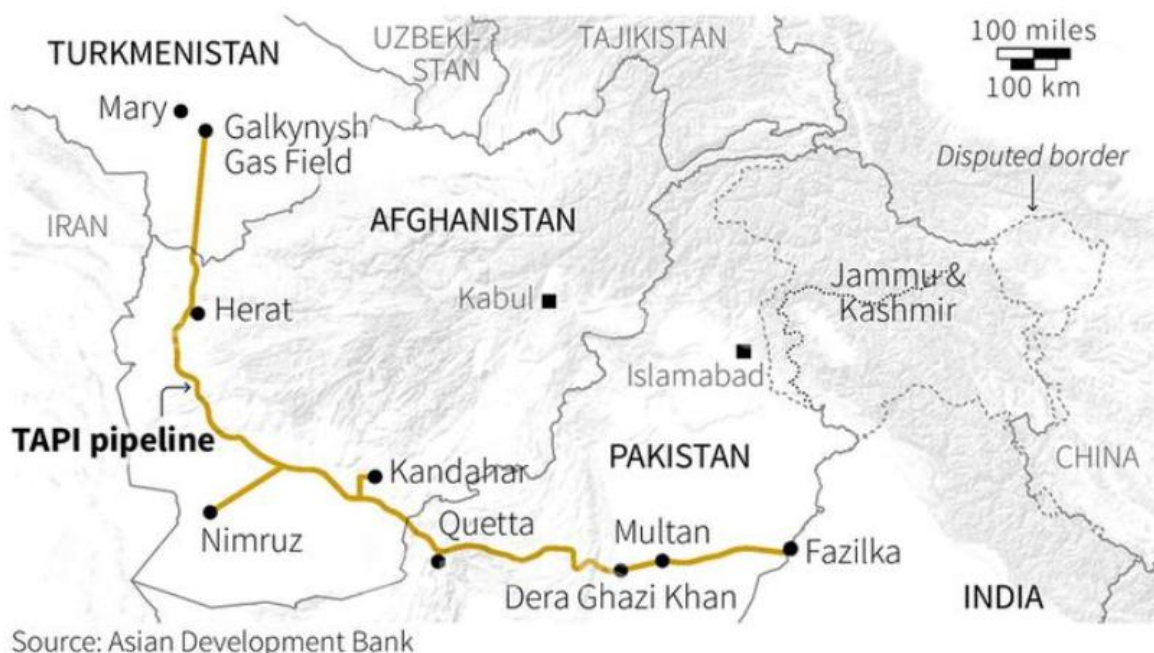 TURKMENISTAN
UZBEKI-
STAN
TAJIKISTAN
100 miles
100 km
Mary
Galkynysh
Gas Field
Disputed border
IRAN
AFGHANISTAN
Kabul
Jammu &
Kashmir
Herat
Islamabad
TAPI pipeline
PAKISTAN
CHINA
Kandahar
Nimruz
Quetta
Multan
Fazilka
Dera Ghazi Khan
INDIA
Source: Asian Development Bank